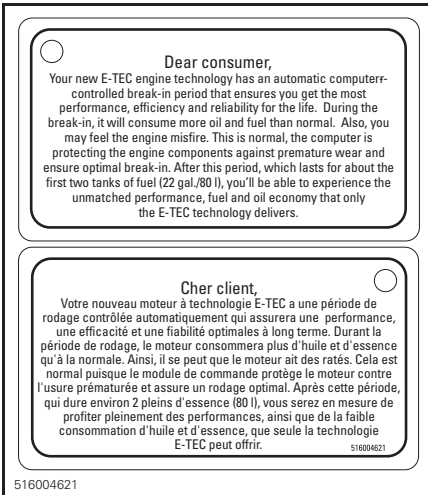 Dear consumer,
Your new E-TEC engine technology has an automatic computerr-
controlled break-in period that ensures you get the most
performance, efficiency and reliability for the life. During the
break-in, it will consume more oil and fuel than normal. Also, you
may feel the engine misfire. This is normal, the computer is
protecting the engine components against premature wear and
ensure optimal break-in. After this period, which lasts for about the
first two tanks of fuel (22 gal./80 l), you'll be able to experience the
unmatched performance, fuel and oil economy that only
the E-TEC technology delivers.
Cher client,
Votre nouveau moteur à technologie E-TEC a une période de
rodage contrôlée automatiquement qui assurera une performance,
une efficacité et une fiabilité optimales à long terme. Durant la
période de rodage, le moteur consommera plus d'huile et d'essence
qu'à la normale. Ainsi, il se peut que le moteur ait des ratés. Cela est
normal puisque le module de commande protège le moteur contre
l'usure prématurée et assure un rodage optimal. Après cette période,
qui dure environ 2 pleins d'essence (80 l), vous serez en mesure de
profiter pleinement des performances, ainsi que de la faible
consommation d'huile et d'essence, que seule la technologie
E-TEC peut offrir.
516004621
516004621